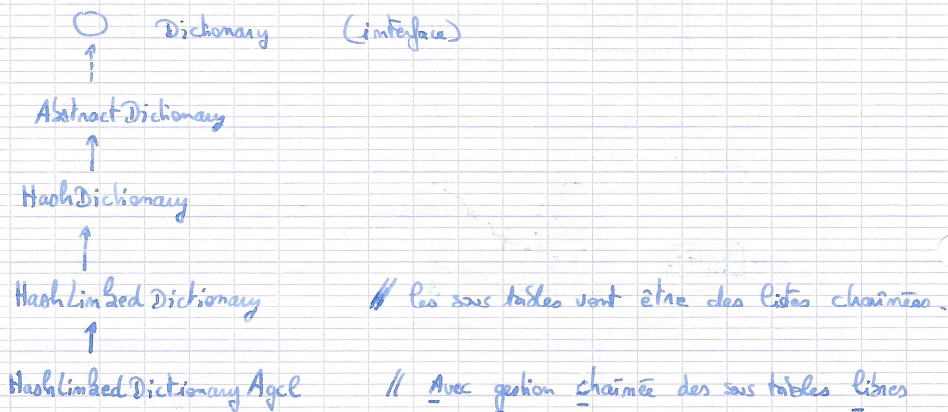 Dictionary (interface)
AbstractDictionary
HashDictionary
HashLinkedDictionary // les sous tables vont être des listes chaînées.
HashLinkedDictionaryAgcl // Avec gestion chaînée des sous tables libres